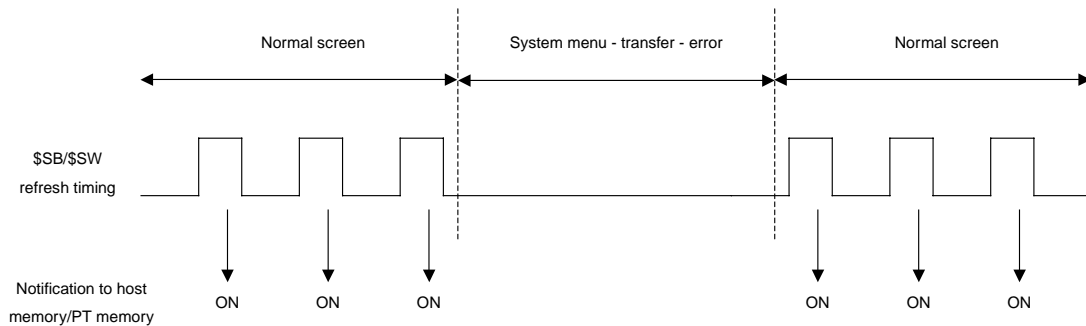 Normal screen
System menu - transfer - error
Normal screen
$SB/$SW
refresh timing
Notification to host
memory/PT memory
ON
ON
ON
ON
ON
ON